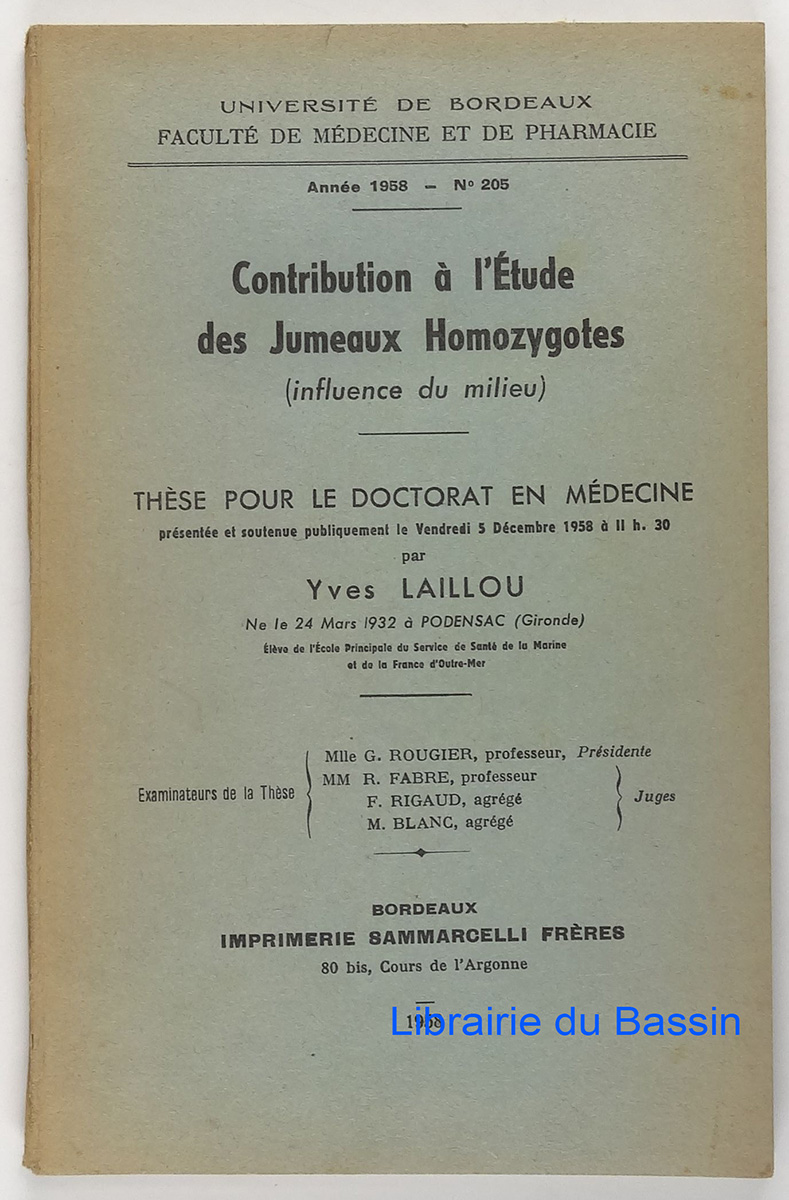 UNIVERSITÉ DE BORDEAUX
FACULTÉ DE MÉDECINE ET DE PHARMACIE
Année 1958 — Nº 205
Contribution à l'Étude
des Jumeaux Homozygotes
(influence du milieu)
THÈSE POUR LE DOCTORAT EN MÉDECINE
présentée et soutenue publiquement le Vendredi 5 Décembre 1958 à II h. 30
par
Yves LAILLOU
Ne le 24 Mars 1932 à PODENSAC (Gironde)
Élève de l'École Principale du Service de Santé de la Marine
et de la France d'Outre-Mer
Examinateurs de la Thèse
Mlle G. ROUGIER, professeur, Présidente
MM R. FABRE, professeur
F. RIGAUD, agrégé
M. BLANC, agrégé
Juges
BORDEAUX
IMPRIMERIE SAMMARCELLI FRÈRES
80 bis, Cours de l'Argonne
1958
Librairie du Bassin